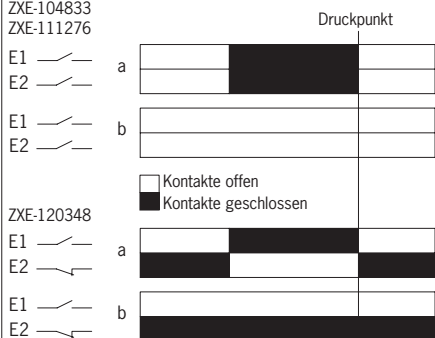 ZXE-104833
ZXE-111276
Druckpunkt
E1 a
E2
E1 b
E2
Kontakte offen
Kontakte geschlossen
ZXE-120348
E1 a
E2
E1 b
E2